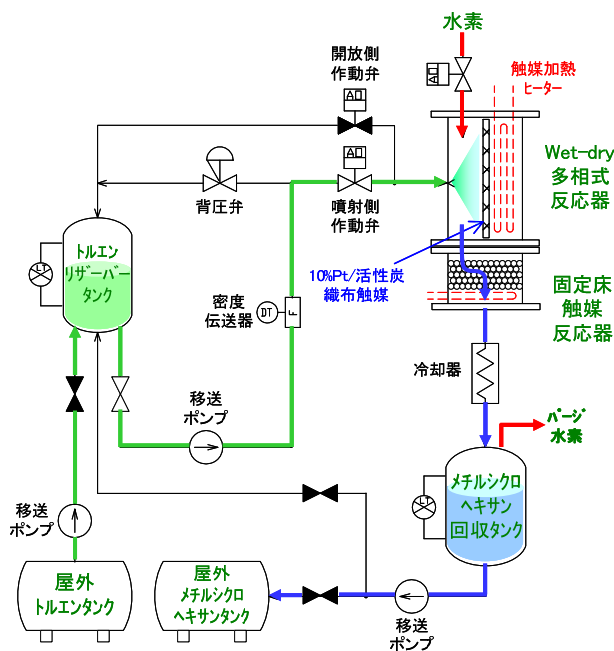 水素
開放側
作動弁
AO
AO
触媒加熱
ヒーター
AO
Wet-dry
多相式
反応器
背圧弁
噴射側
作動弁
トルエン
リザーバー
タンク
LT
10%Pt/活性炭
織布触媒
固定床
触媒
反応器
密度
伝送器
DT
F
冷却器
移送
ポンプ
パージ
水素
メチルシクロ
ヘキサン
回収タンク
LT
移送
ポンプ
屋外
トルエンタンク
屋外
メチルシクロ
ヘキサンタンク
移送
ポンプ